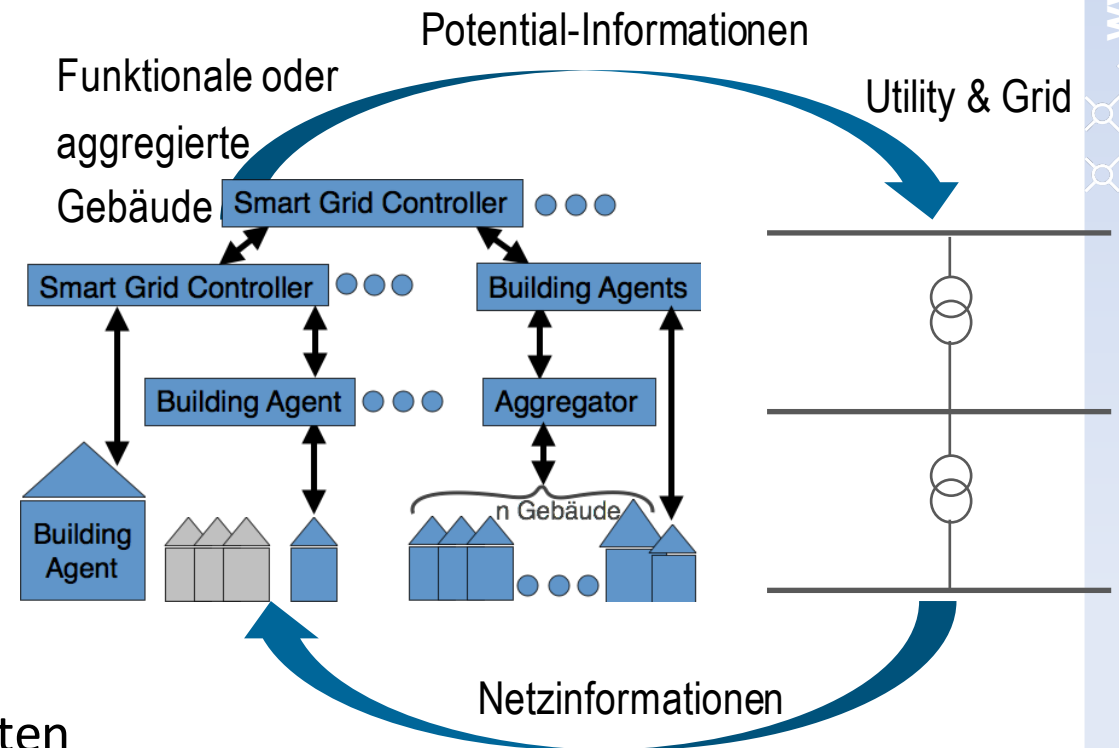 Potential-Informationen
Funktionale oder
aggregierte
Gebäude
Utility & Grid
Smart Grid Controller
Smart Grid Controller
Building Agents
Building Agent
Aggregator
n Gebäude
Building
Agent
Netzinformationen
ten